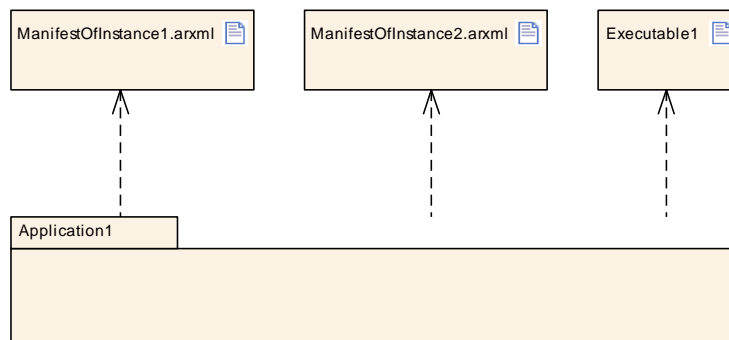 ManifestOfInstance1.arxml
ManifestOfInstance2.arxml
Executable1
Application1